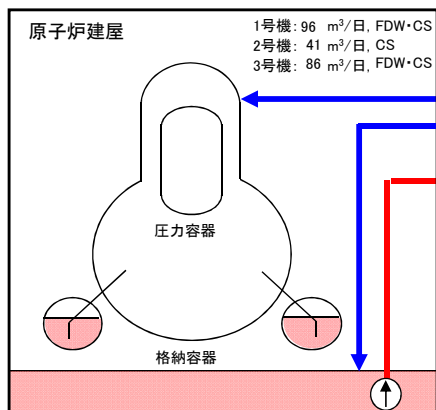 原子炉建屋
1号機: 96 m³/日, FDW・CS
2号機: 41 m³/日, CS
3号機: 86 m³/日, FDW・CS
圧力容器
格納容器